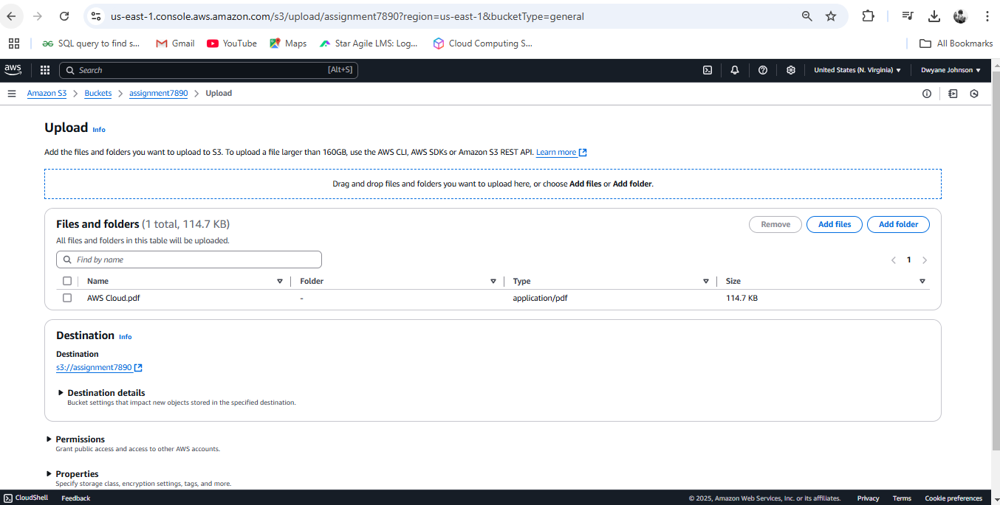 us-east-1.console.aws.amazon.com/s3/upload/assignment7890?region=us-east-1&bucketType=general
SQL query to find s... Gmail YouTube Maps Star Agile LMS: Log... Cloud Computing S... All Bookmarks
aws Search [Alt+S] United States (N. Virginia) Dwyane Johnson
Amazon S3 Buckets assignment7890 Upload
Upload Info
Add the files and folders you want to upload to S3. To upload a file larger than 160GB, use the AWS CLI, AWS SDKs or Amazon S3 REST API. Learn more
Drag and drop files and folders you want to upload here, or choose Add files or Add folder.
Files and folders (1 total, 114.7 KB) Remove Add files Add folder
All files and folders in this table will be uploaded.
Find by name 1
Name Folder Type Size
AWS Cloud.pdf - application/pdf 114.7 KB
Destination Info
Destination
s3://assignment7890
Destination details
Bucket settings that impact new objects stored in the specified destination.
Permissions
Grant public access and access to other AWS accounts.
Properties
Specify storage class, encryption settings, tags, and more.
CloudShell Feedback © 2025, Amazon Web Services, Inc. or its affiliates. Privacy Terms Cookie preferences